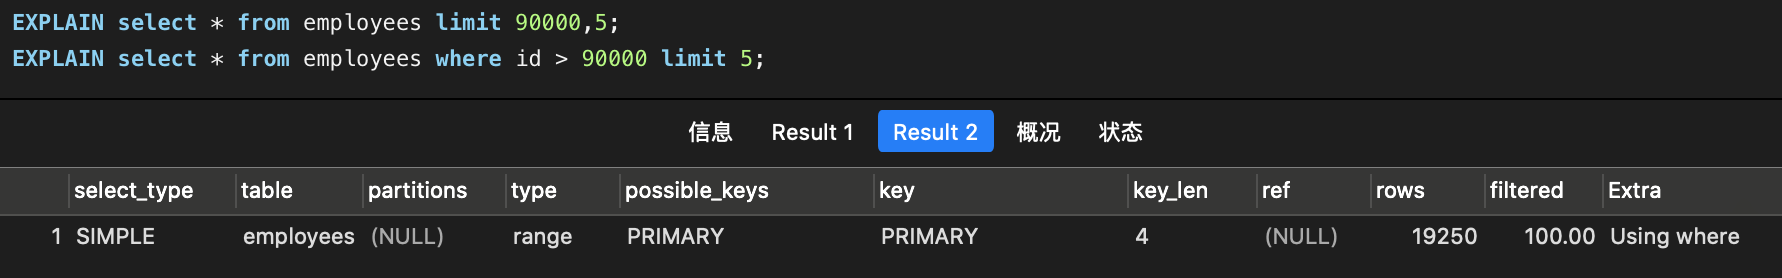 EXPLAIN select * from employees limit 90000,5;
EXPLAIN select * from employees where id > 90000 limit 5;
信息 Result 1 Result 2 概况 状态
select_type table partitions type possible_keys key key_len ref rows filtered Extra
1 SIMPLE employees (NULL) range PRIMARY PRIMARY 4 (NULL) 19250 100.00 Using where